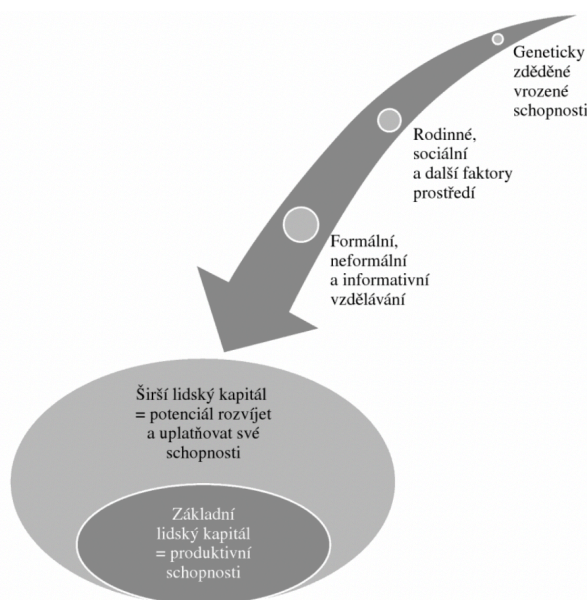 Geneticky
zděděné
vrozené
schopnosti
Rodinné,
sociální
a další faktory
prostředí
Formální,
neformální
a informativní
vzdělávání
Širší lidský kapitál
= potenciál rozvíjet
a uplatňovat své
schopnosti
Základní
lidský kapitál
= produktivní
schopnosti